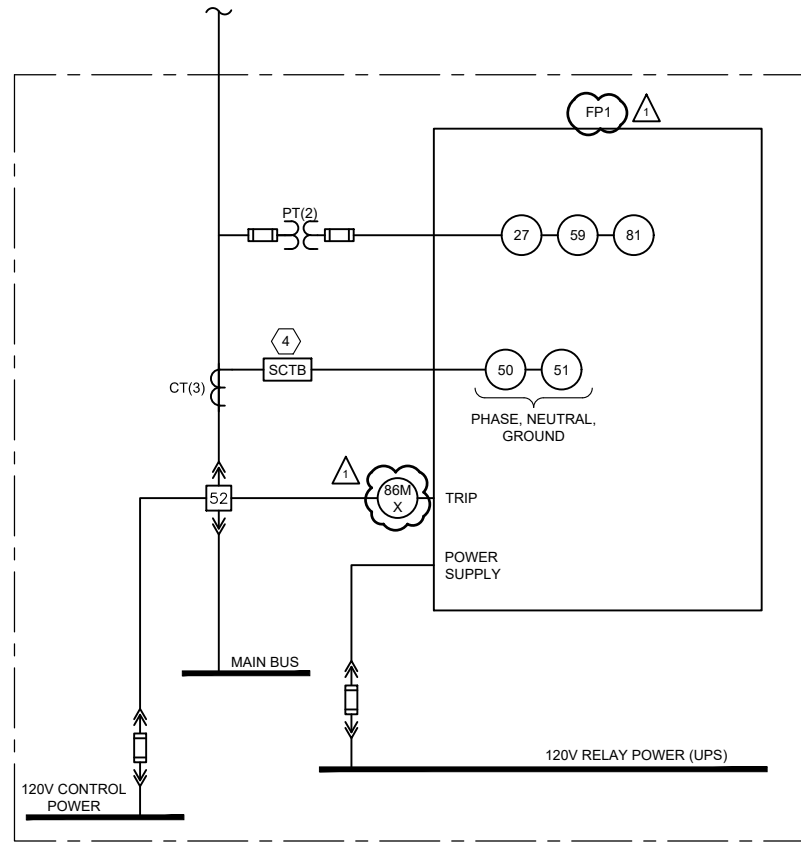 FP1
1
PT(2)
27
59
81
4
SCTB
CT(3)
50
51
PHASE, NEUTRAL,
GROUND
1
86M
X
52
TRIP
POWER
SUPPLY
MAIN BUS
120V RELAY POWER (UPS)
120V CONTROL
POWER